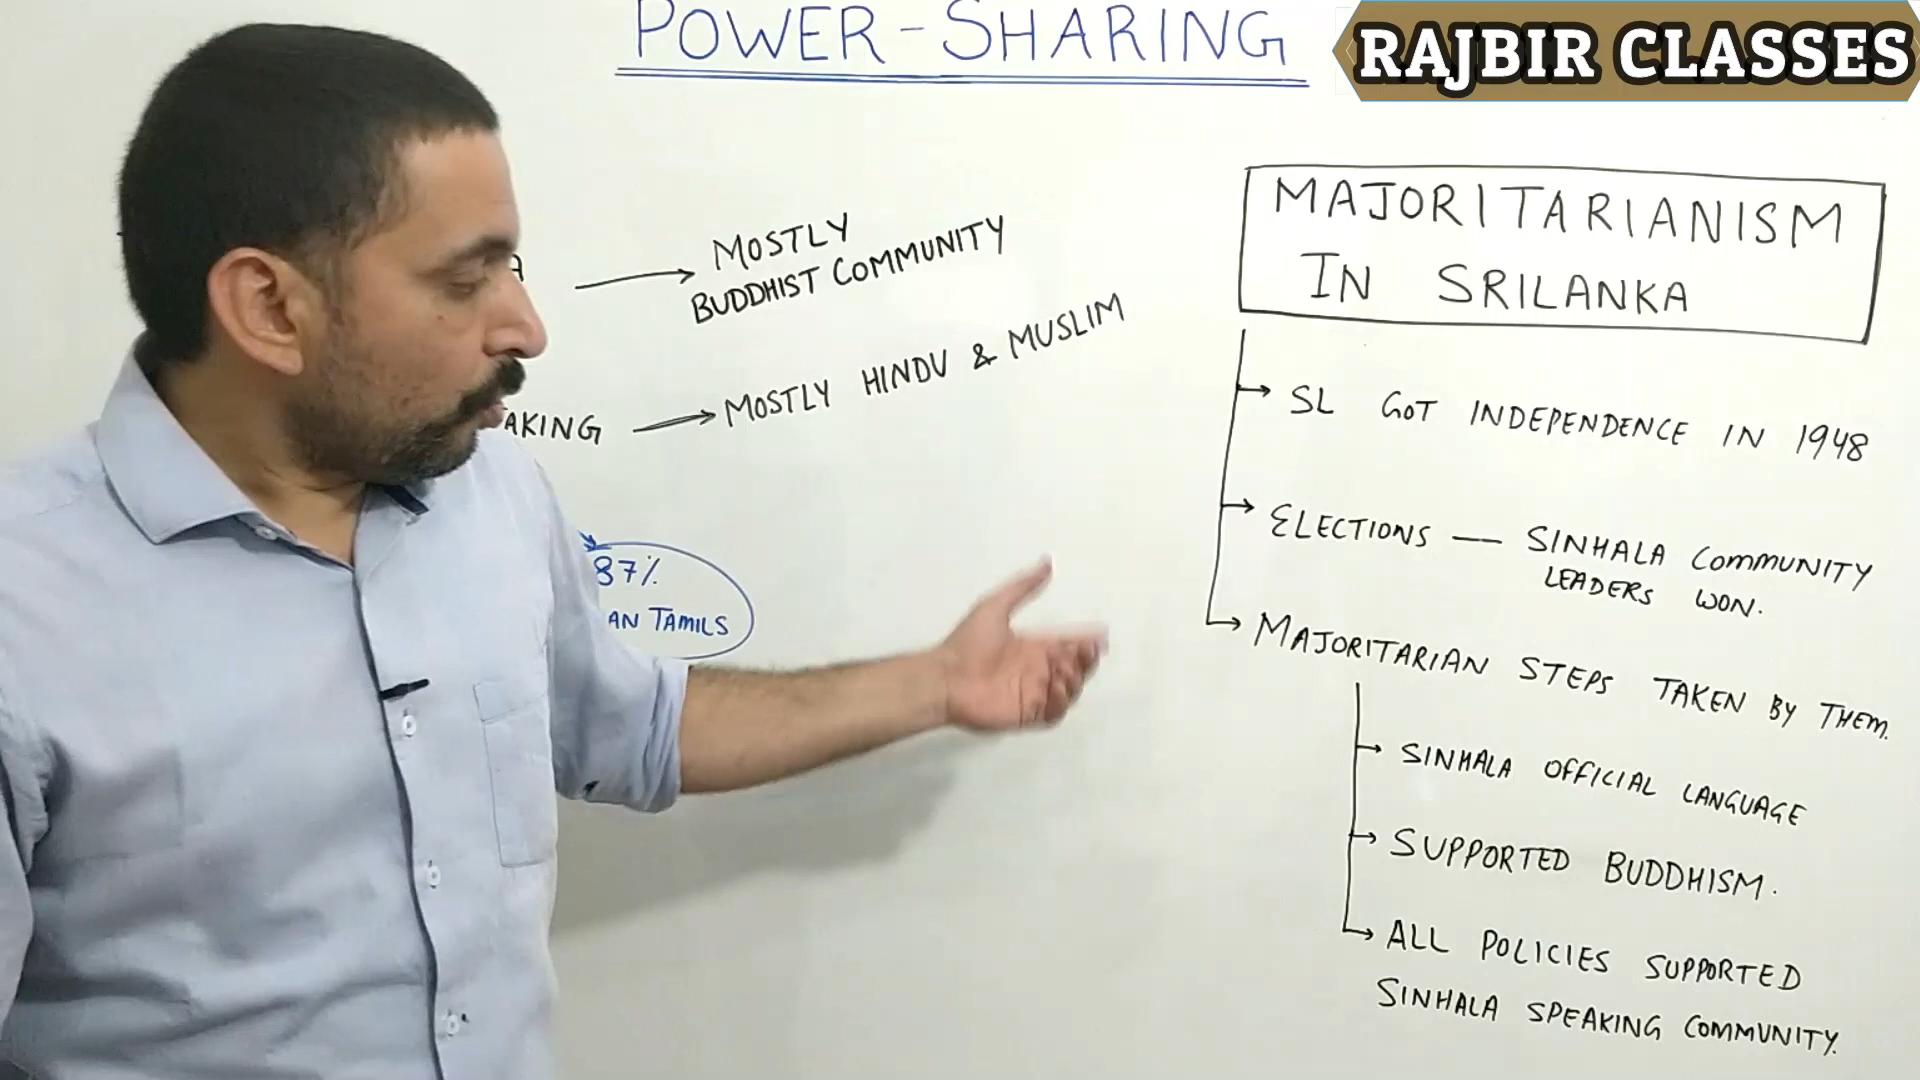 POWER-SHARING
RAJBIR CLASSES
MOSTLY
BUDDHIST COMMUNITY
AKING → MOSTLY HINDU & MUSLIM
87%
AN TAMILS
MAJORITARIANISM
IN SRILANKA
→ SL GOT INDEPENDENCE IN 1948
→ ELECTIONS — SINHALA COMMUNITY
LEADERS WON.
→ MAJORITARIAN STEPS TAKEN BY THEM.
→ SINHALA OFFICIAL LANGUAGE
→ SUPPORTED BUDDHISM.
→ ALL POLICIES SUPPORTED
SINHALA SPEAKING COMMUNITY.